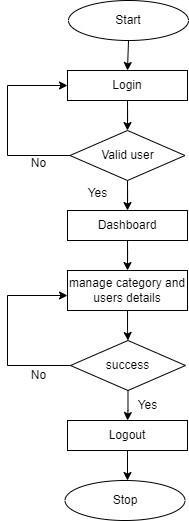 Start
Login
Valid user
No
Yes
Dashboard
manage category and
users details
success
No
Yes
Logout
Stop